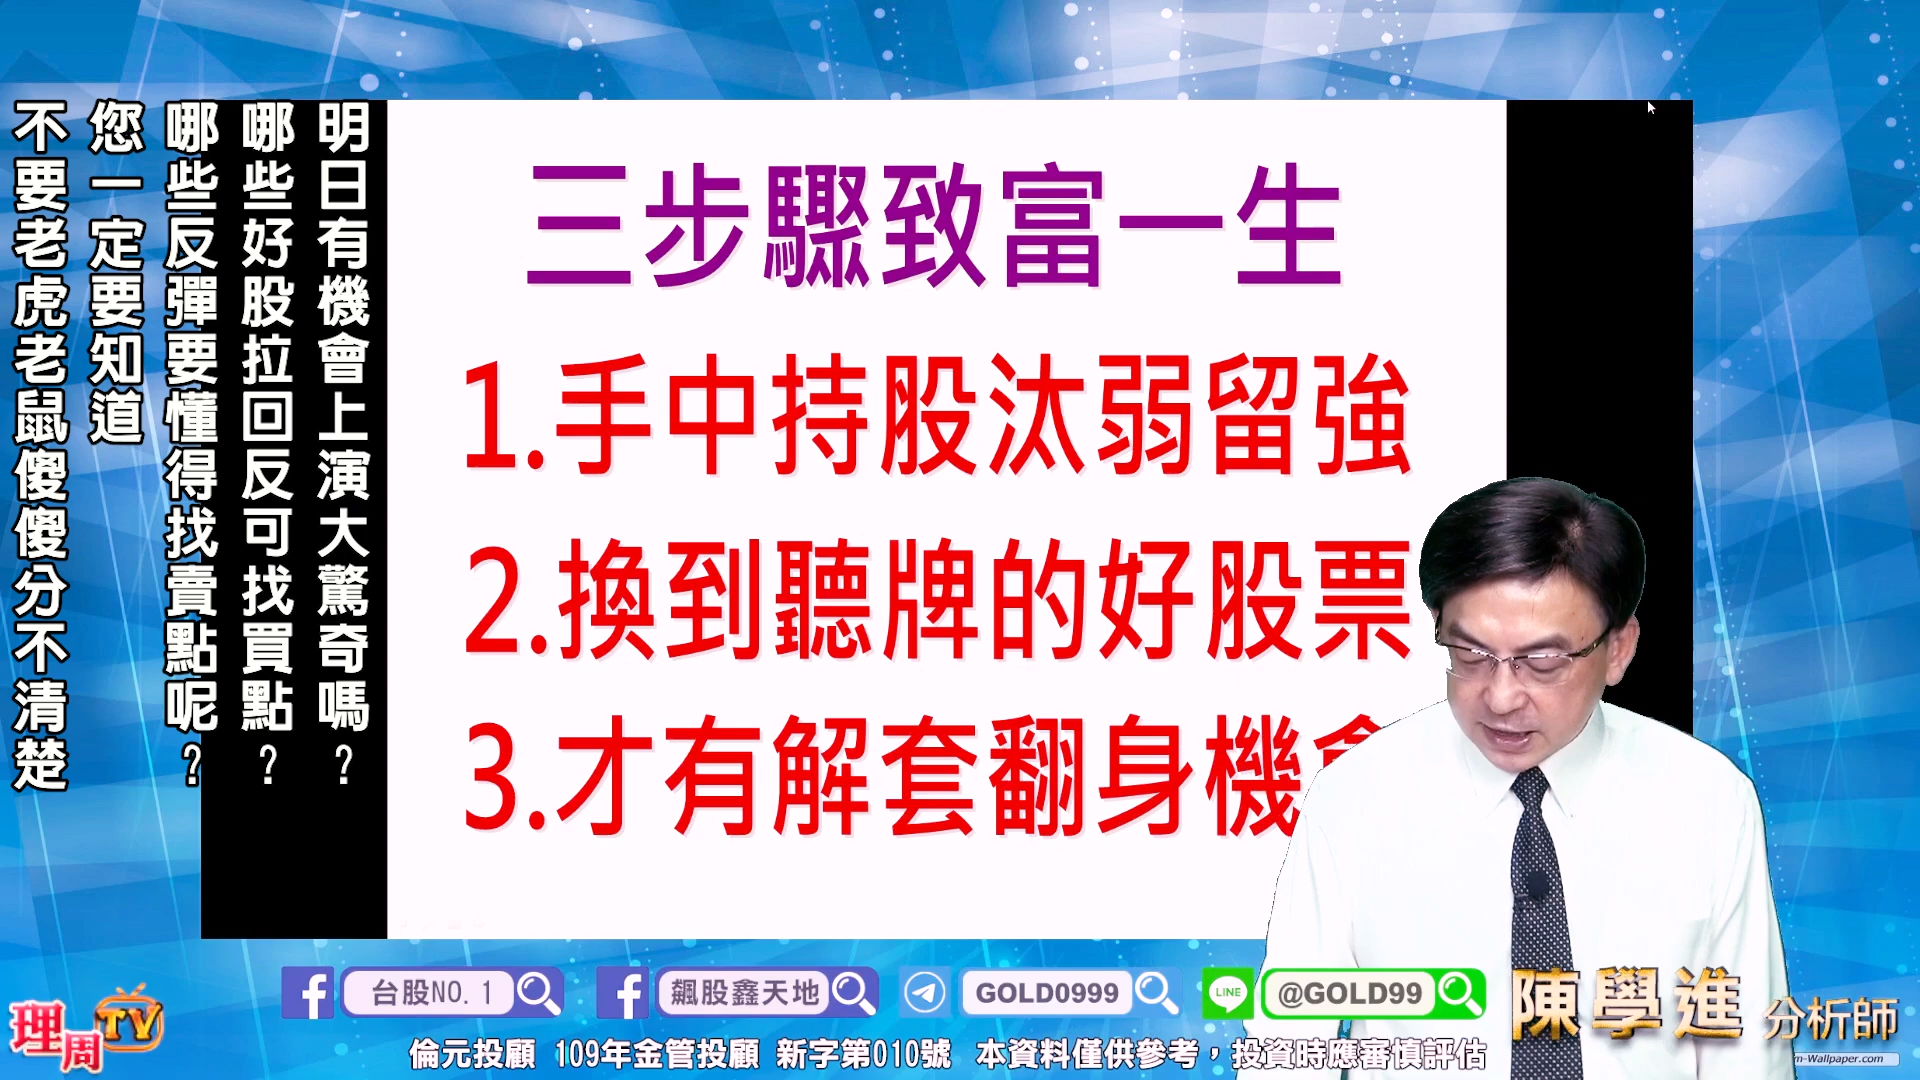 明日有機會上演大驚奇嗎？
哪些好股拉回反可找買點？
哪些反彈要懂得找賣點呢？
您一定要知道
不要老虎老鼠傻傻分不清楚
三步驟致富一生
1.手中持股汰弱留強
2.換到聽牌的好股票
3.才有解套翻身機會
台股NO.1
飆股鑫天地
GOLD0999
LINE
@GOLD99
陳學進 分析師
理周TV
倫元投顧 109年金管投顧 新字第010號 本資料僅供參考，投資時應審慎評估
m-Wallpaper.com